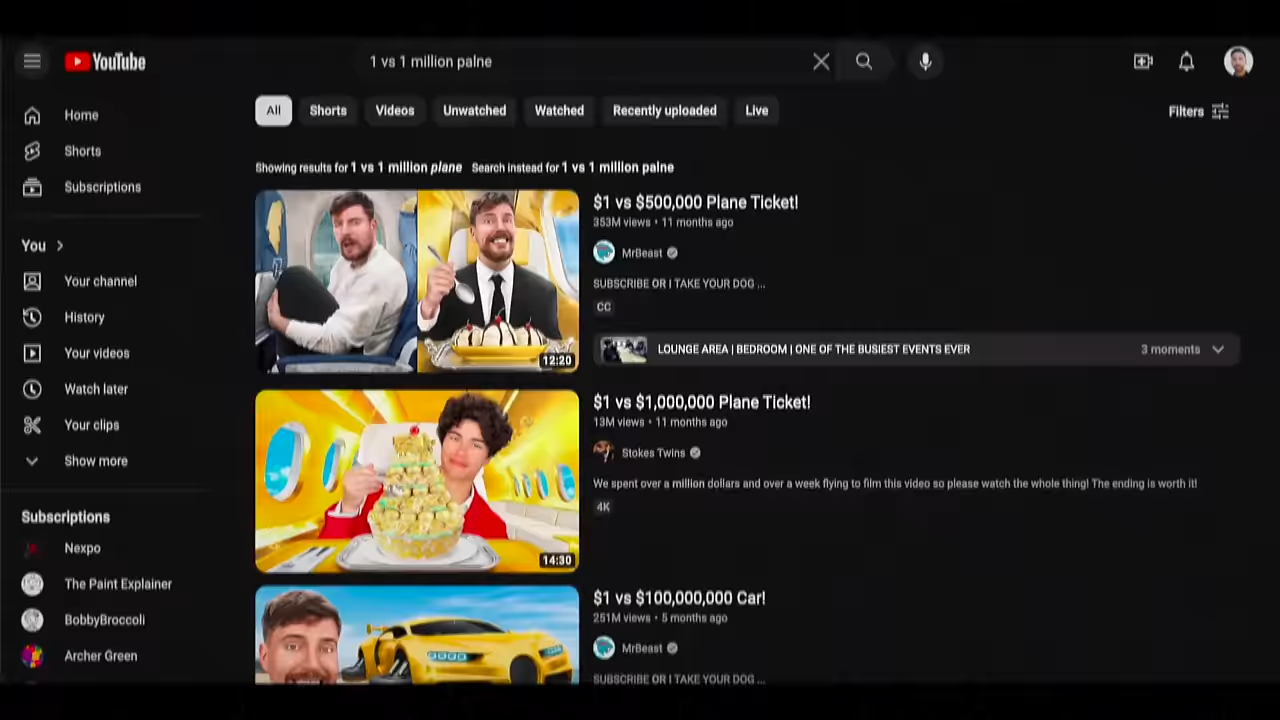 YouTube
1 vs 1 million palne
Home
Shorts
Subscriptions
You
Your channel
History
Your videos
Watch later
Your clips
Show more
Subscriptions
Nexpo
The Paint Explainer
BobbyBroccoli
Archer Green
All
Shorts
Videos
Unwatched
Watched
Recently uploaded
Live
Filters
Showing results for 1 vs 1 million plane Search instead for 1 vs 1 million palne
12:20
$1 vs $500,000 Plane Ticket!
353M views • 11 months ago
MrBeast
SUBSCRIBE OR I TAKE YOUR DOG ...
CC
LOUNGE AREA | BEDROOM | ONE OF THE BUSIEST EVENTS EVER
3 moments
14:30
$1 vs $1,000,000 Plane Ticket!
13M views • 11 months ago
Stokes Twins
We spent over a million dollars and over a week flying to film this video so please watch the whole thing! The ending is worth it!
4K
$1 vs $100,000,000 Car!
251M views • 5 months ago
MrBeast
SUBSCRIBE OR I TAKE YOUR DOG ...